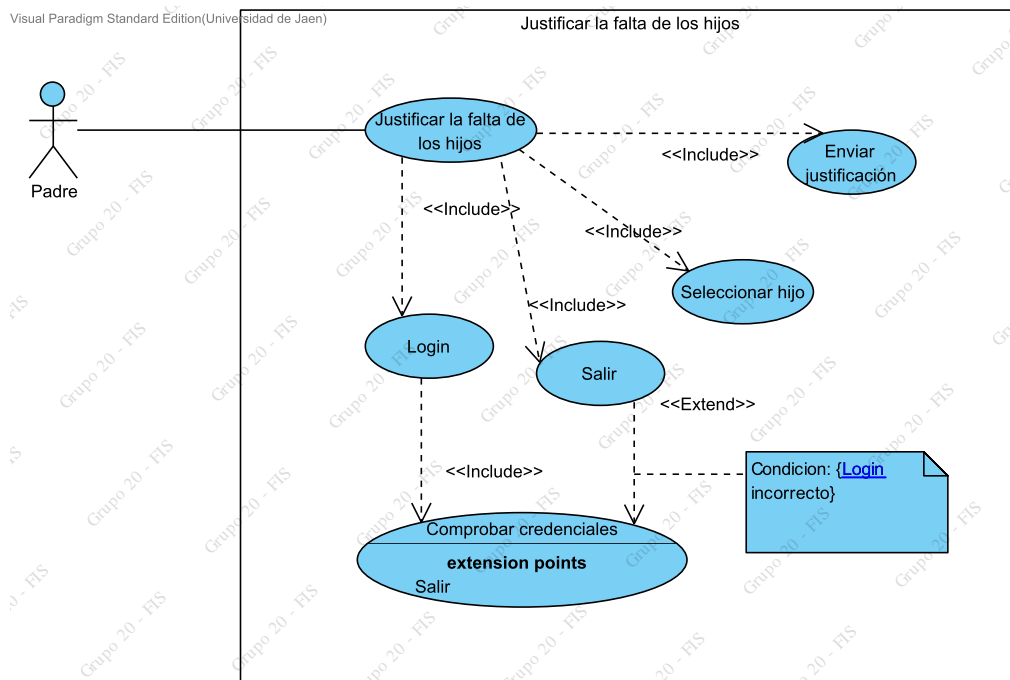 Visual Paradigm Standard Edition(Universidad de Jaen)
Justificar la falta de los hijos
Padre
Justificar la falta de
los hijos
<<Include>>
Enviar
justificación
<<Include>>
<<Include>>
Seleccionar hijo
<<Include>>
Login
Salir
<<Extend>>
<<Include>>
Condicion: {Login
incorrecto}
Comprobar credenciales
extension points
Salir
Grupo 20 - FIS